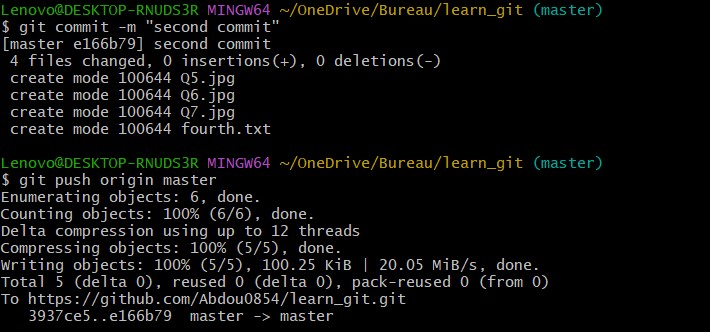 Lenovo@DESKTOP-RNUDS3R MINGW64 ~/OneDrive/Bureau/learn_git (master)
$ git commit -m "second commit"
[master e166b79] second commit
 4 files changed, 0 insertions(+), 0 deletions(-)
 create mode 100644 Q5.jpg
 create mode 100644 Q6.jpg
 create mode 100644 Q7.jpg
 create mode 100644 fourth.txt

Lenovo@DESKTOP-RNUDS3R MINGW64 ~/OneDrive/Bureau/learn_git (master)
$ git push origin master
Enumerating objects: 6, done.
Counting objects: 100% (6/6), done.
Delta compression using up to 12 threads
Compressing objects: 100% (5/5), done.
Writing objects: 100% (5/5), 100.25 KiB | 20.05 MiB/s, done.
Total 5 (delta 0), reused 0 (delta 0), pack-reused 0 (from 0)
To https://github.com/Abdou0854/learn_git.git
   3937ce5..e166b79  master -> master